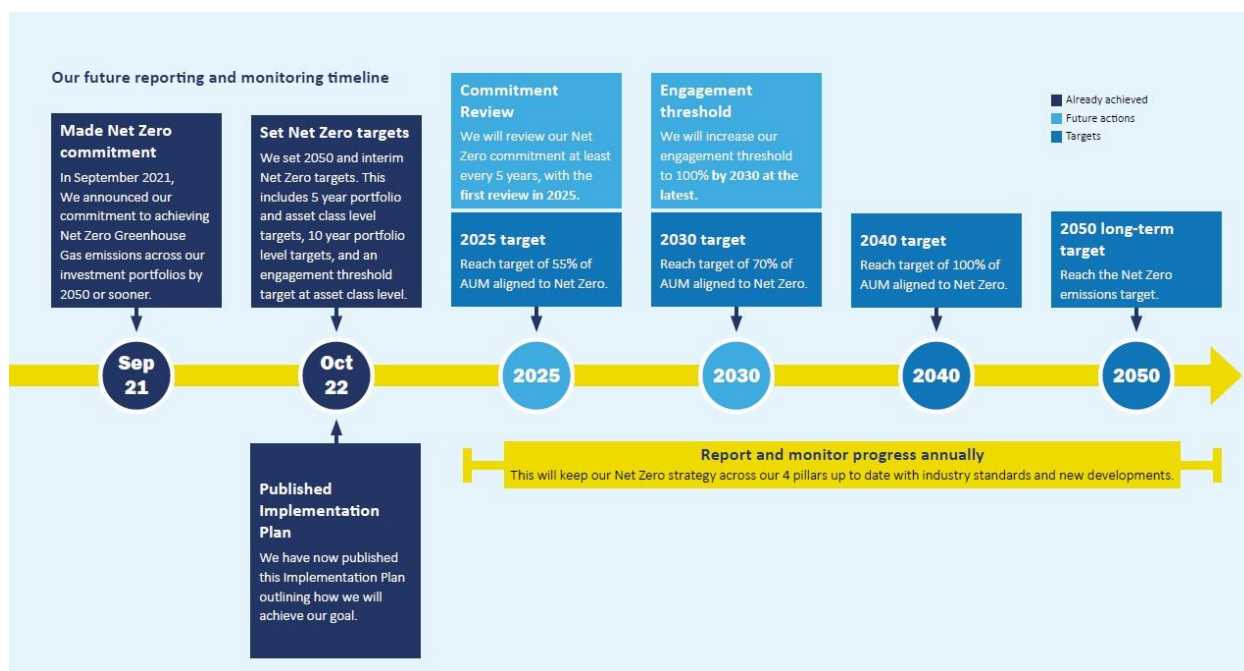 Our future reporting and monitoring timeline
Already achieved
Future actions
Targets
Made Net Zero
commitment
In September 2021,
We announced our
commitment to achieving
Net Zero Greenhouse
Gas emissions across our
investment portfolios by
2050 or sooner.
Set Net Zero targets
We set 2050 and interim
Net Zero targets. This
includes 5 year portfolio
and asset class level
targets, 10 year portfolio
level targets, and an
engagement threshold
target at asset class level.
Commitment
Review
We will review our Net
Zero commitment at least
every 5 years, with the
first review in 2025.
2025 target
Reach target of 55% of
AUM aligned to Net Zero.
Engagement
threshold
We will increase our
engagement threshold
to 100% by 2030 at the
latest.
2030 target
Reach target of 70% of
AUM aligned to Net Zero.
2040 target
Reach target of 100% of
AUM aligned to Net Zero.
2050 long-term
target
Reach the Net Zero
emissions target.
Sep
21
Oct
22
2025
2030
2040
2050
Published
Implementation
Plan
We have now published
this Implementation Plan
outlining how we will
achieve our goal.
Report and monitor progress annually
This will keep our Net Zero strategy across our 4 pillars up to date with industry standards and new developments.